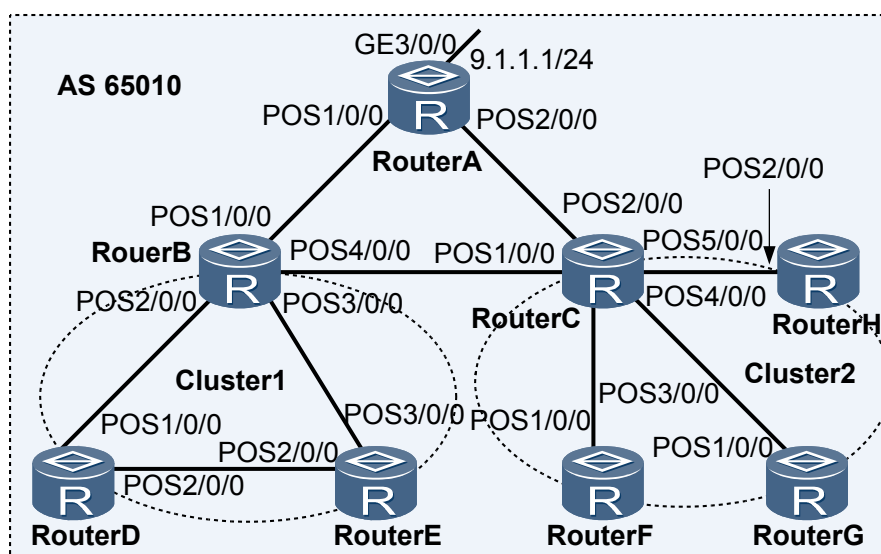 GE3/0/0
9.1.1.1/24
AS 65010
R
POS1/0/0
POS2/0/0
RouterA
POS2/0/0
POS1/0/0
POS2/0/0
RouerB
R
POS4/0/0
POS1/0/0
R
POS5/0/0
R
POS2/0/0
POS3/0/0
RouterC
POS4/0/0
RouterH
Cluster1
Cluster2
POS3/0/0
POS1/0/0
POS3/0/0
POS1/0/0
POS2/0/0
POS1/0/0
R
POS2/0/0
R
R
R
RouterD
RouterE
RouterF
RouterG